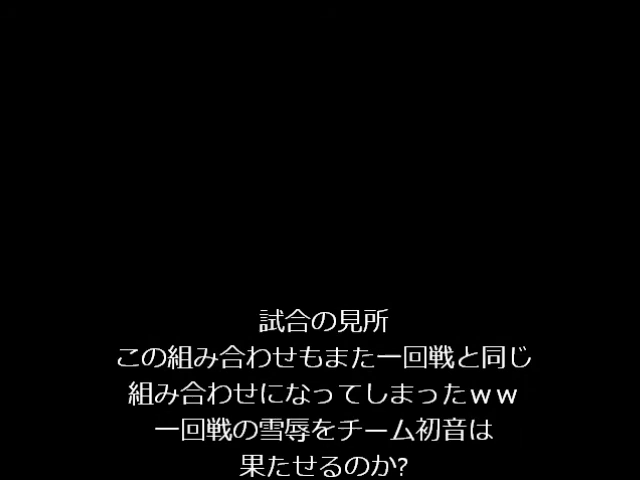 試合の見所
この組み合わせもまた一回戦と同じ
組み合わせになってしまったｗｗ
一回戦の雪辱をチーム初音は
果たせるのか?